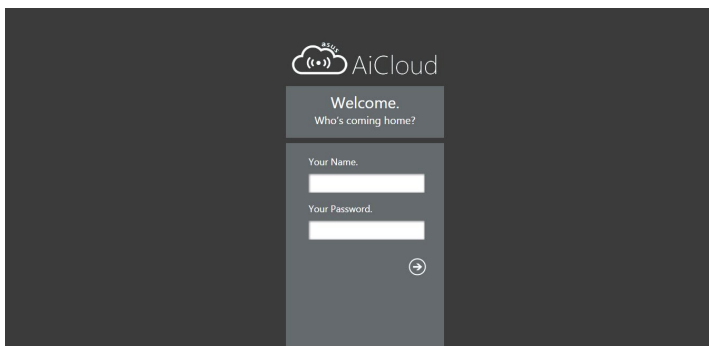 asus
AiCloud
Welcome.
Who's coming home?
Your Name.
Your Password.